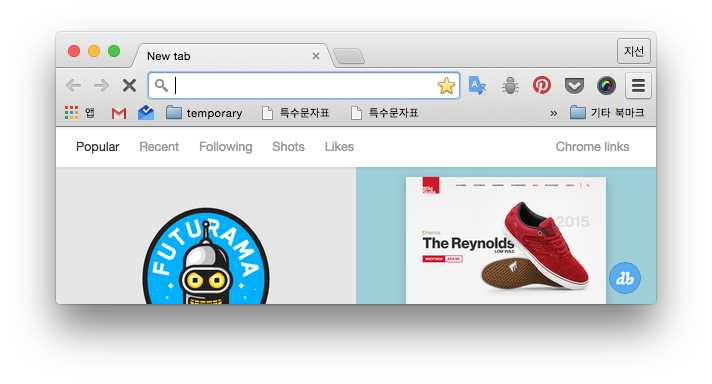 New tab
지선
앱
temporary
특수문자표
특수문자표
»
기타 북마크
Popular
Recent
Following
Shots
Likes
Chrome links
FUTURAMA
2015
Emerica.
The Reynolds
LOW VULC
SHOP NOW
db